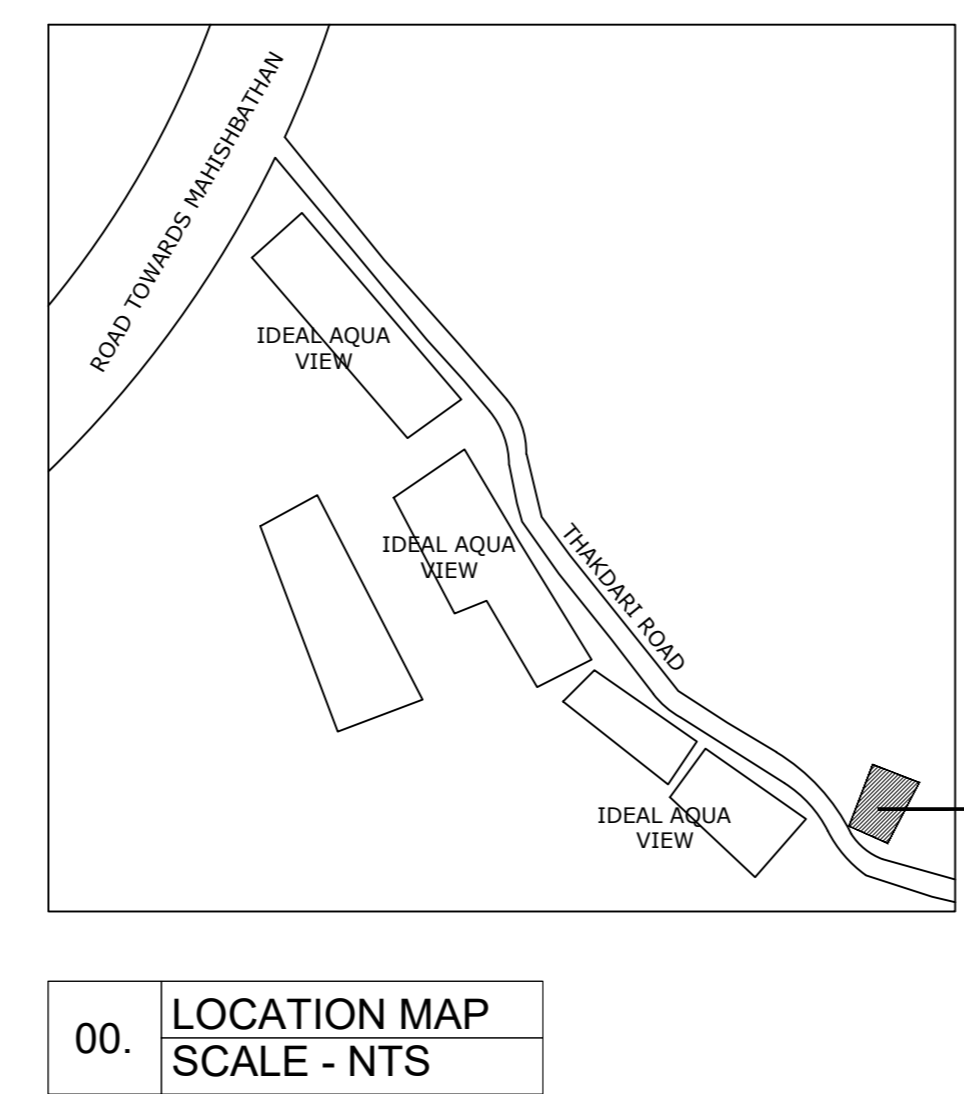 ROAD TOWARDS MAHISHBATHAN
IDEAL AQUA
VIEW
IDEAL AQUA
VIEW
THAKDARI ROAD
IDEAL AQUA
VIEW
00.
LOCATION MAP
SCALE - NTS